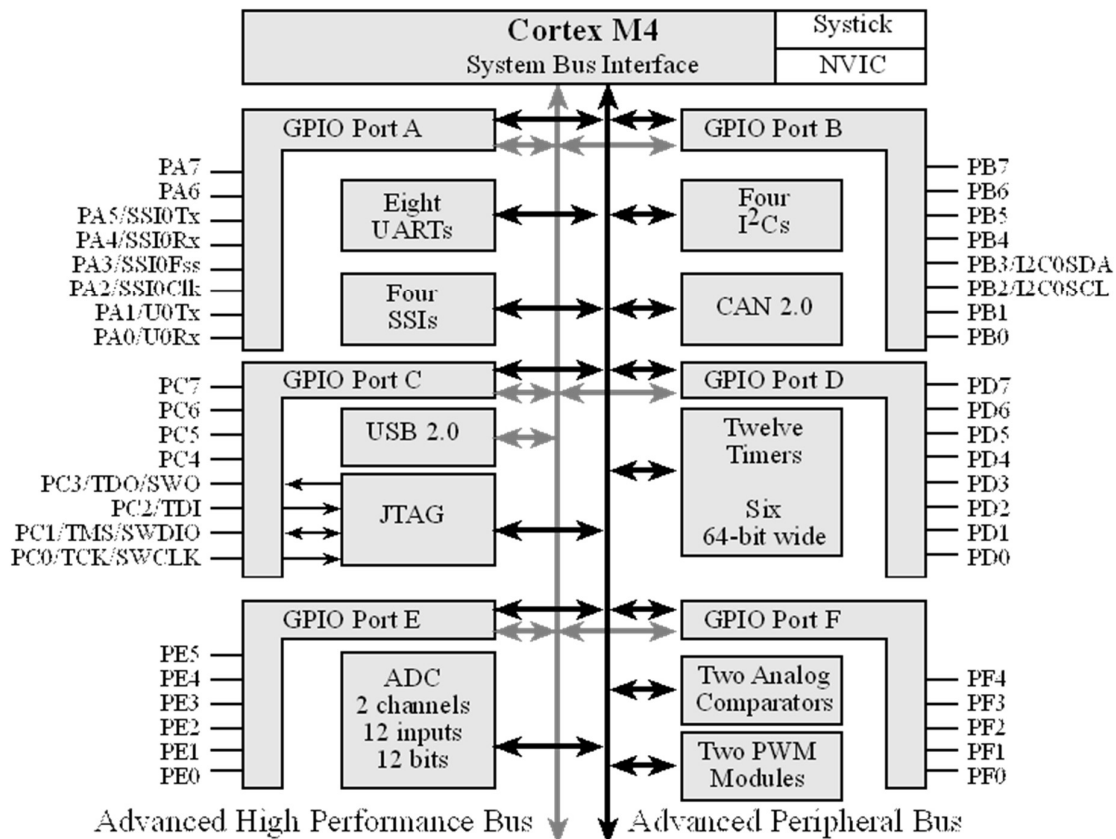 Cortex M4
System Bus Interface
Systick
NVIC
GPIO Port A
GPIO Port B
PA7
PA6
PA5/SSI0Tx
PA4/SSI0Rx
PA3/SSI0Fss
PA2/SSI0Clk
PA1/U0Tx
PA0/U0Rx
Eight
UARTs
Four
SSIs
Four
I²Cs
CAN 2.0
PB7
PB6
PB5
PB4
PB3/I2C0SDA
PB2/I2C0SCL
PB1
PB0
GPIO Port C
GPIO Port D
PC7
PC6
PC5
PC4
PC3/TDO/SWO
PC2/TDI
PC1/TMS/SWDIO
PC0/TCK/SWCLK
USB 2.0
JTAG
Twelve
Timers
Six
64-bit wide
PD7
PD6
PD5
PD4
PD3
PD2
PD1
PD0
GPIO Port E
GPIO Port F
PE5
PE4
PE3
PE2
PE1
PE0
ADC
2 channels
12 inputs
12 bits
Two Analog
Comparators
Two PWM
Modules
PF4
PF3
PF2
PF1
PF0
Advanced High Performance Bus
Advanced Peripheral Bus